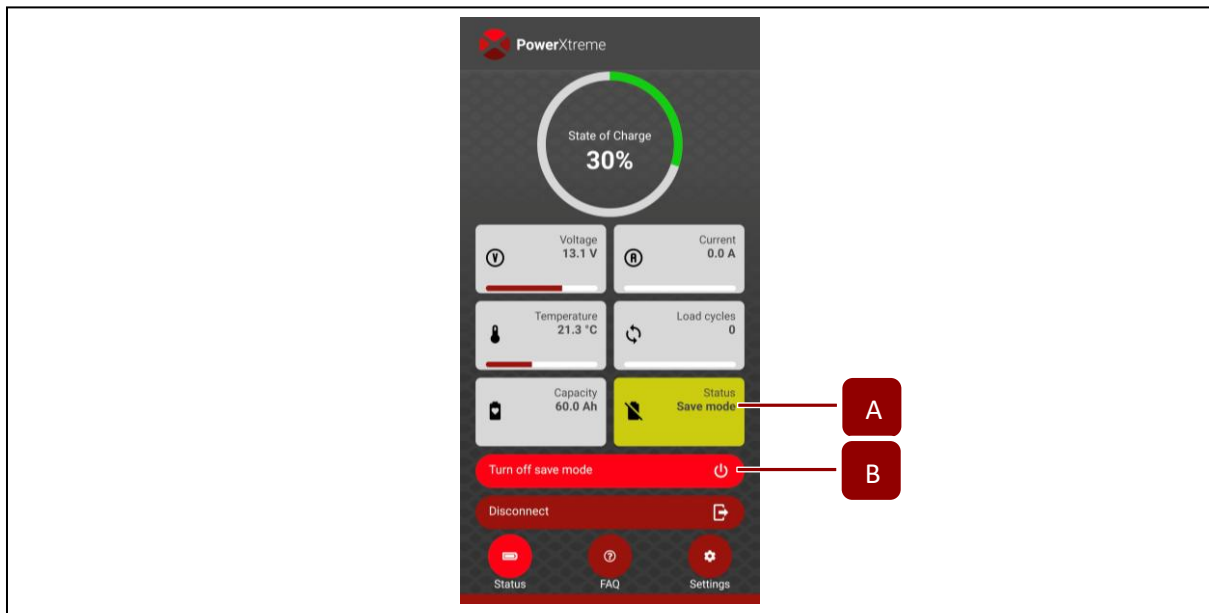 PowerXtreme
State of Charge
30%
Voltage
13.1 V
Current
0.0 A
Temperature
21.3 °C
Load cycles
0
Capacity
60.0 Ah
Status
Save mode
A
Turn off save mode
B
Disconnect
Status
FAQ
Settings